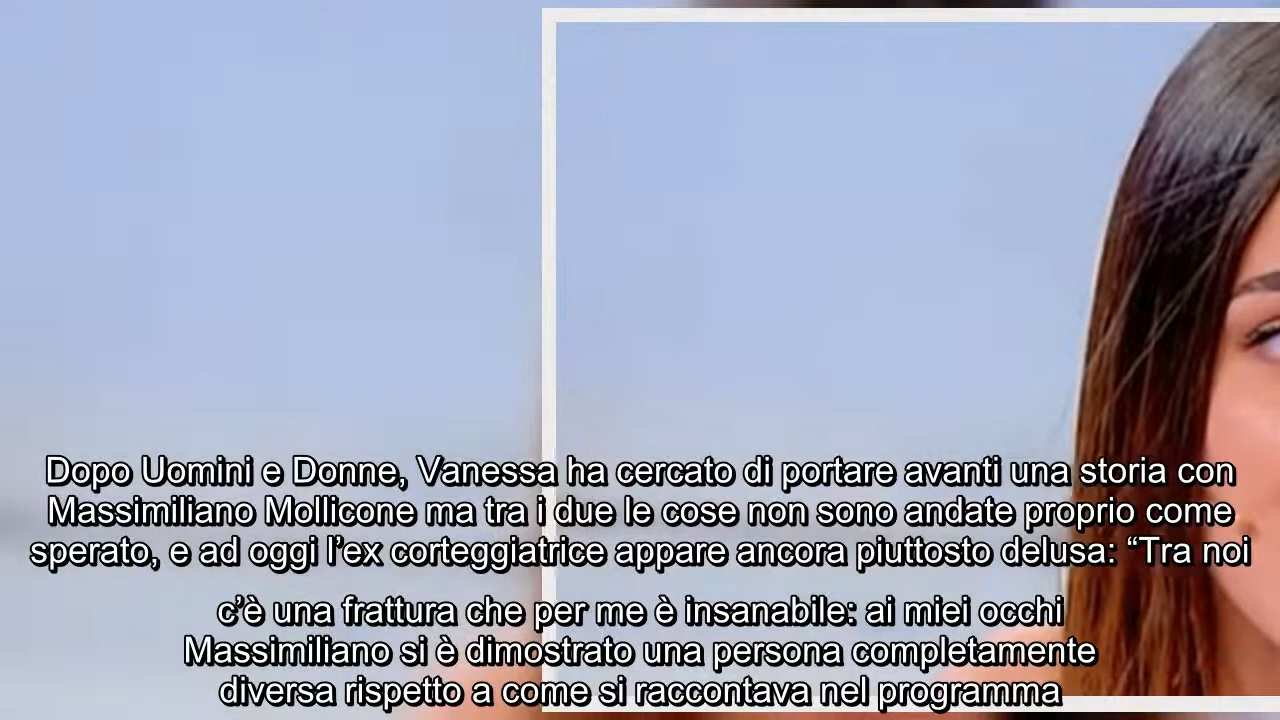 Dopo Uomini e Donne, Vanessa ha cercato di portare avanti una storia con
Massimiliano Mollicone ma tra i due le cose non sono andate proprio come
sperato, e ad oggi l’ex corteggiatrice appare ancora piuttosto delusa: “Tra noi
c’è una frattura che per me è insanabile: ai miei occhi
Massimiliano si è dimostrato una persona completamente
diversa rispetto a come si raccontava nel programma